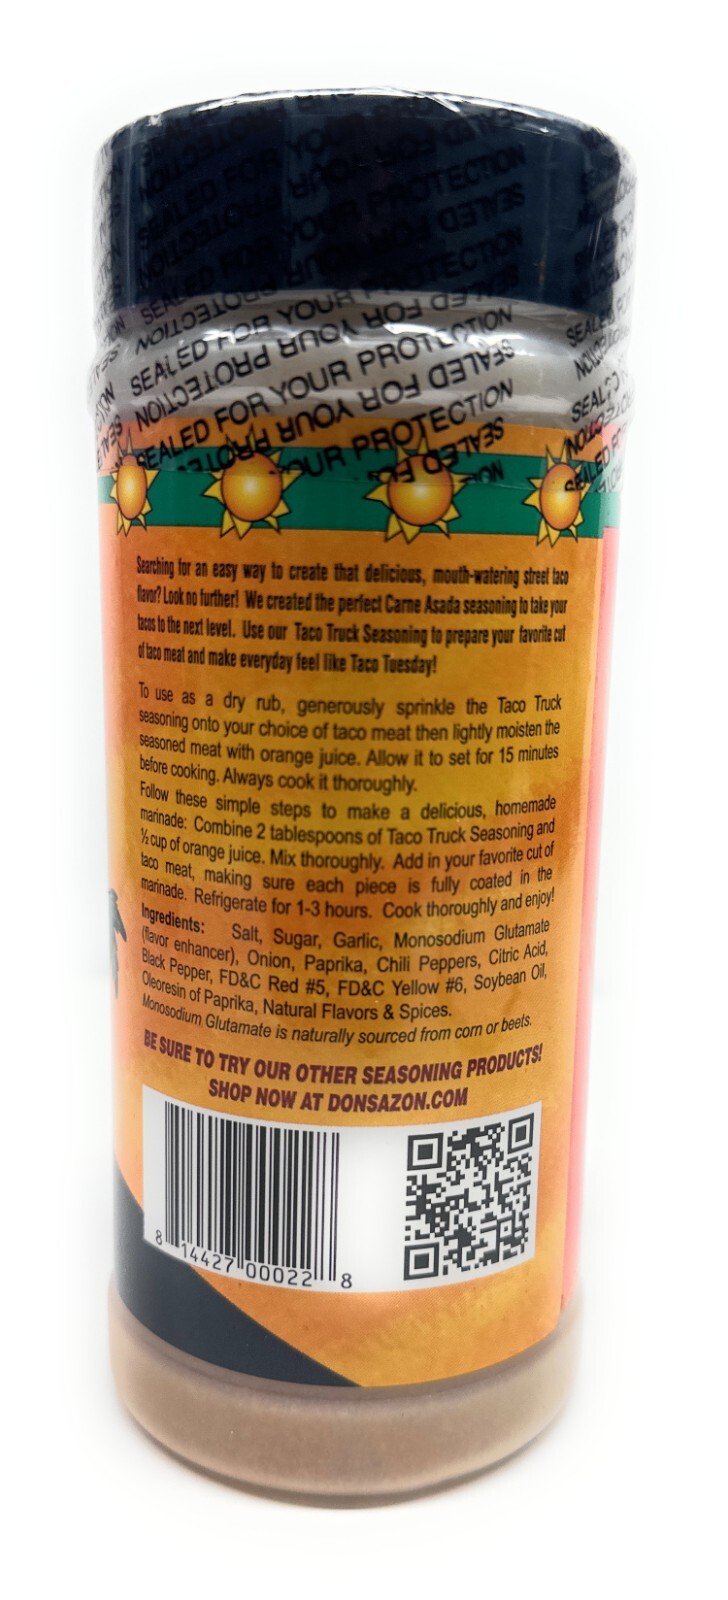 SEALED FOR YOUR PROTECTION
SEALED FOR YOUR PROTECTION
SEALED FOR YOUR PROTECTION
SEALED FOR YOUR PROTECTION
Searching for an easy way to create that delicious, mouth-watering street taco
flavor? Look no further! We created the perfect Carne Asada seasoning to take your
tacos to the next level. Use our Taco Truck Seasoning to prepare your favorite cut
of taco meat and make everyday feel like Taco Tuesday!
To use as a dry rub, generously sprinkle the Taco Truck
seasoning onto your choice of taco meat then lightly moisten the
seasoned meat with orange juice. Allow it to set for 15 minutes
before cooking. Always cook it thoroughly.
Follow these simple steps to make a delicious, homemade
marinade: Combine 2 tablespoons of Taco Truck Seasoning and
½ cup of orange juice. Mix thoroughly. Add in your favorite cut of
taco meat, making sure each piece is fully coated in the
marinade. Refrigerate for 1-3 hours. Cook thoroughly and enjoy!
Ingredients: Salt, Sugar, Garlic, Monosodium Glutamate
(flavor enhancer), Onion, Paprika, Chili Peppers, Citric Acid,
Black Pepper, FD&C Red #5, FD&C Yellow #6, Soybean Oil,
Oleoresin of Paprika, Natural Flavors & Spices.
Monosodium Glutamate is naturally sourced from corn or beets.
BE SURE TO TRY OUR OTHER SEASONING PRODUCTS!
SHOP NOW AT DONSAZON.COM
8 14427 00022 8